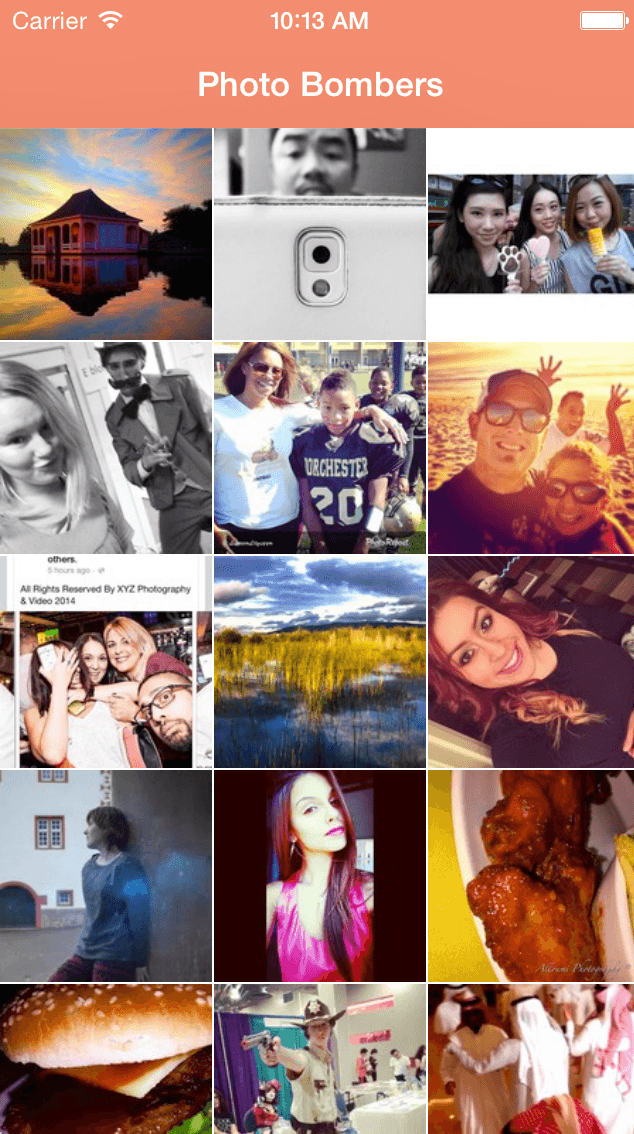 Carrier 10:13 AM
Photo Bombers
DORCHESTER
20
others.
5 hours ago
All Rights Reserved By XYZ Photography
& Video 2014